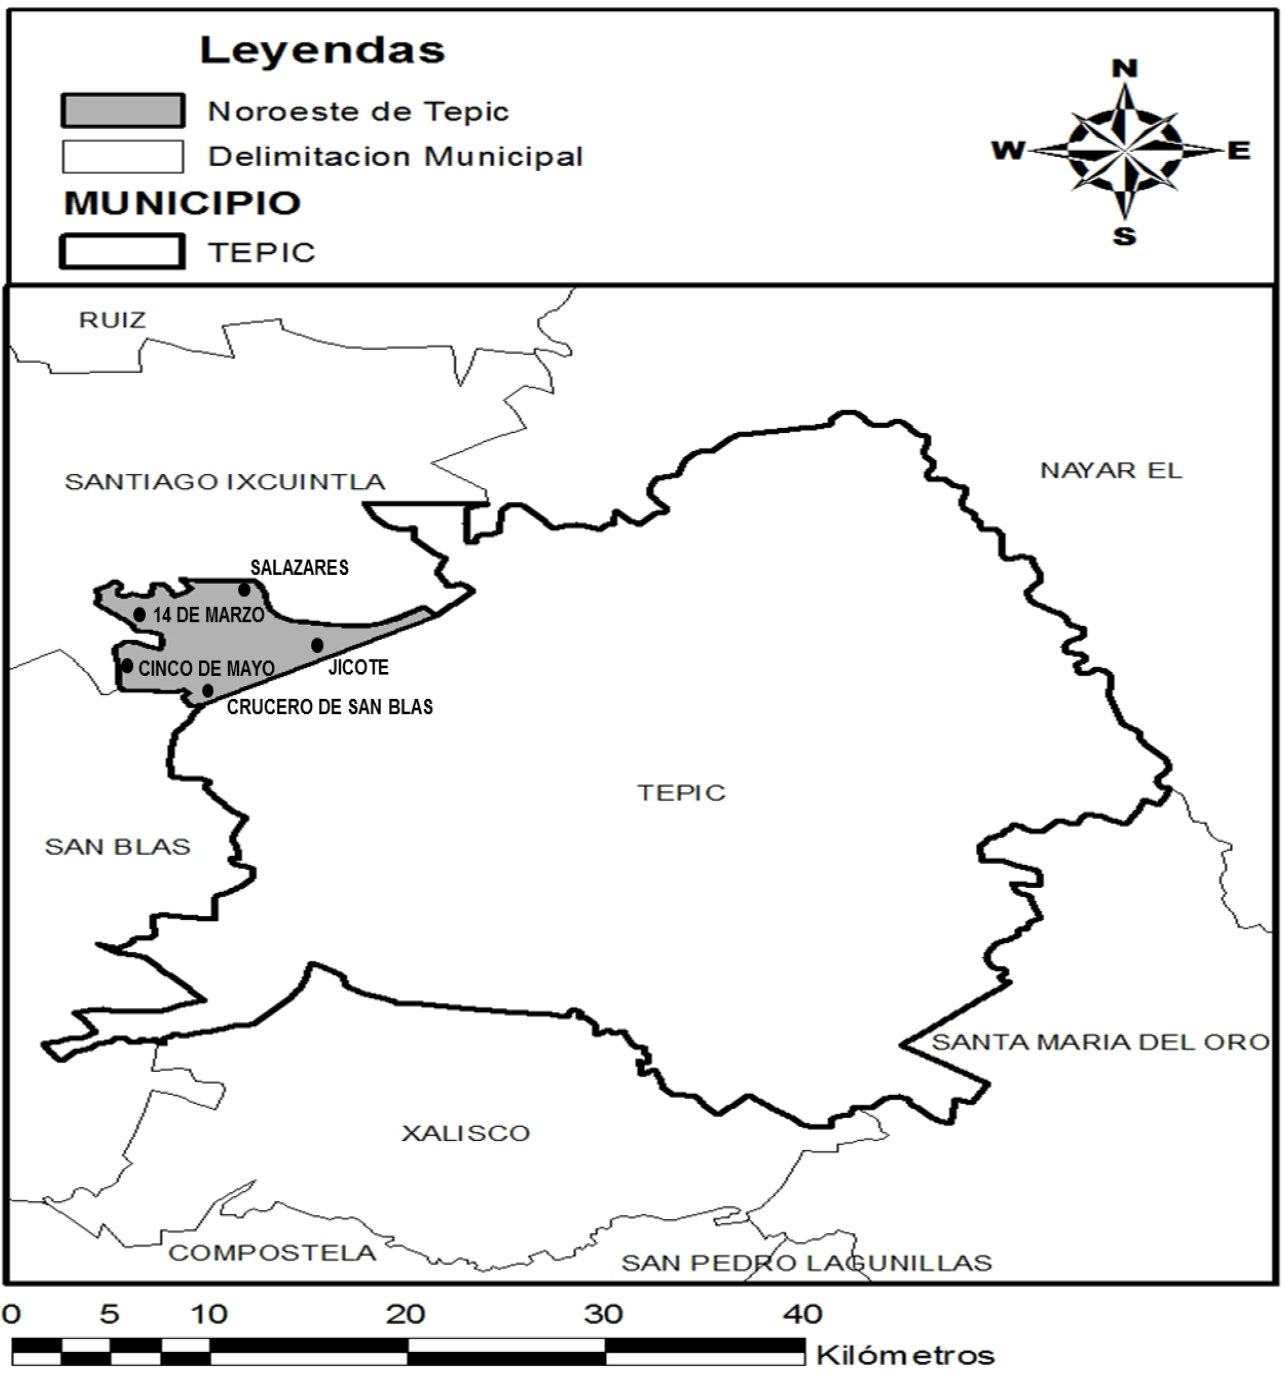 Leyendas
N
Noroeste de Tepic
W
E
Delimitacion Municipal
MUNICIPIO
S
TEPIC
RUIZ
NAYAR EL
SANTIAGO IXCUINTLA
SALAZARES
14 DE MARZO
CINCO DE MAYO
JICOTE
CRUCERO DE SAN BLAS
TEPIC
SAN BLAS
SANTA MARIA DEL ORO
XALISCO
COMPOSTELA
SAN PEDRO LAGUNILLAS
0 5 10 20 30 40
Kilómetros